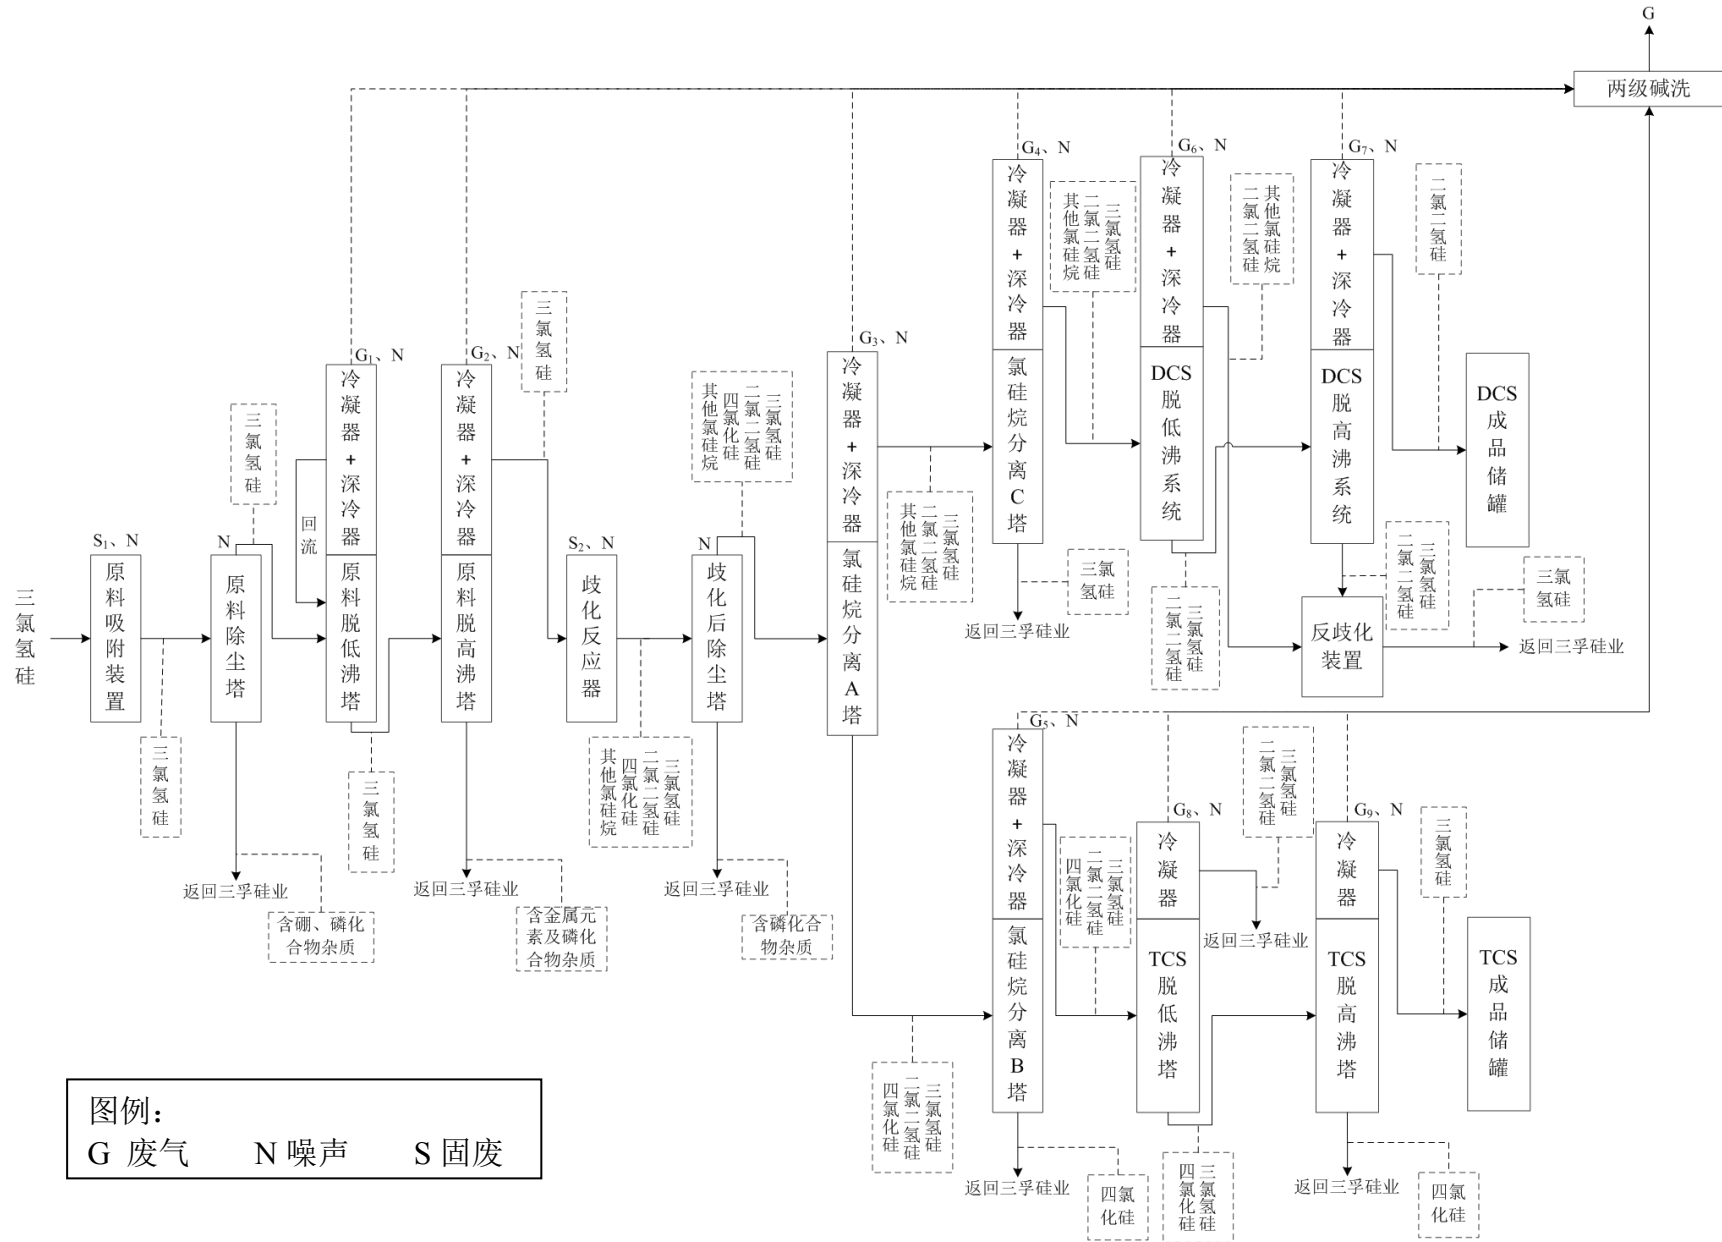 G
两级碱洗
G₄、N
G₆、N
G₇、N
冷凝器+深冷器
氯硅烷分离C塔
三氯氢硅
二氯二氢硅
其他氯硅烷
冷凝器+深冷器
DCS脱低沸系统
其他氯硅烷
二氯二氢硅
冷凝器+深冷器
DCS脱高沸系统
二氯二氢硅
DCS成品储罐
G₁、N
冷凝器+深冷器
原料脱低沸塔
回流
G₂、N
冷凝器+深冷器
原料脱高沸塔
三氯氢硅
三氯氢硅
G₃、N
冷凝器+深冷器
氯硅烷分离A塔
三氯氢硅
二氯二氢硅
四氯化硅
其他氯硅烷
三氯氢硅
二氯二氢硅
其他氯硅烷
三氯氢硅
S₁、N
原料吸附装置
N
原料除尘塔
S₂、N
歧化反应器
N
歧化后除尘塔
三氯
氢硅
返回三孚硅业
三氯氢硅
二氯二氢硅
三氯氢硅
二氯二氢硅
反歧化
装置
三氯
氢硅
返回三孚硅业
三氯氢硅
三氯氢硅
三氯氢硅
二氯二氢硅
四氯化硅
其他氯硅烷
返回三孚硅业
返回三孚硅业
返回三孚硅业
含硼、磷化
合物杂质
含金属元
素及磷化
合物杂质
含磷化合
物杂质
G₅、N
冷凝器+深冷器
氯硅烷分离B塔
三氯氢硅
二氯二氢硅
四氯化硅
G₈、N
冷凝器
TCS脱低沸塔
三氯氢硅
二氯二氢硅
返回三孚硅业
G₉、N
冷凝器
TCS脱高沸塔
三氯氢硅
TCS成品储罐
三氯氢硅
二氯二氢硅
四氯化硅
返回三孚硅业
四氯
化硅
三氯氢硅
四氯化硅
返回三孚硅业
四氯
化硅
图例：
G 废气 N 噪声 S 固废